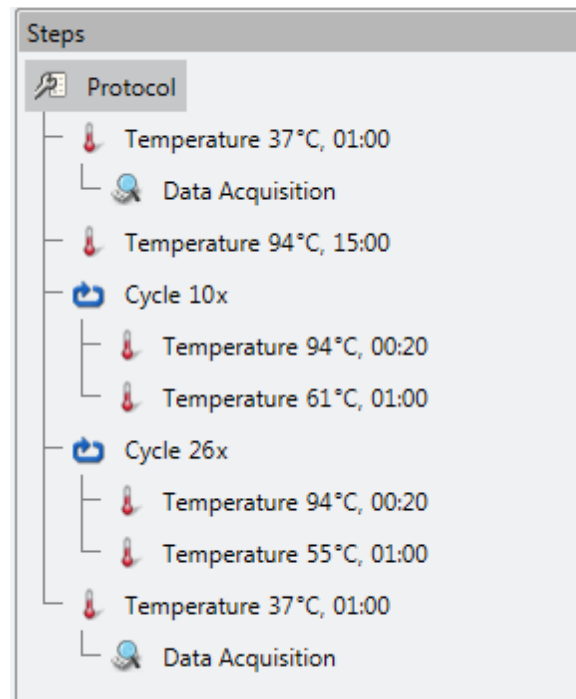 Steps
Protocol
Temperature 37°C, 01:00
Data Acquisition
Temperature 94°C, 15:00
Cycle 10x
Temperature 94°C, 00:20
Temperature 61°C, 01:00
Cycle 26x
Temperature 94°C, 00:20
Temperature 55°C, 01:00
Temperature 37°C, 01:00
Data Acquisition